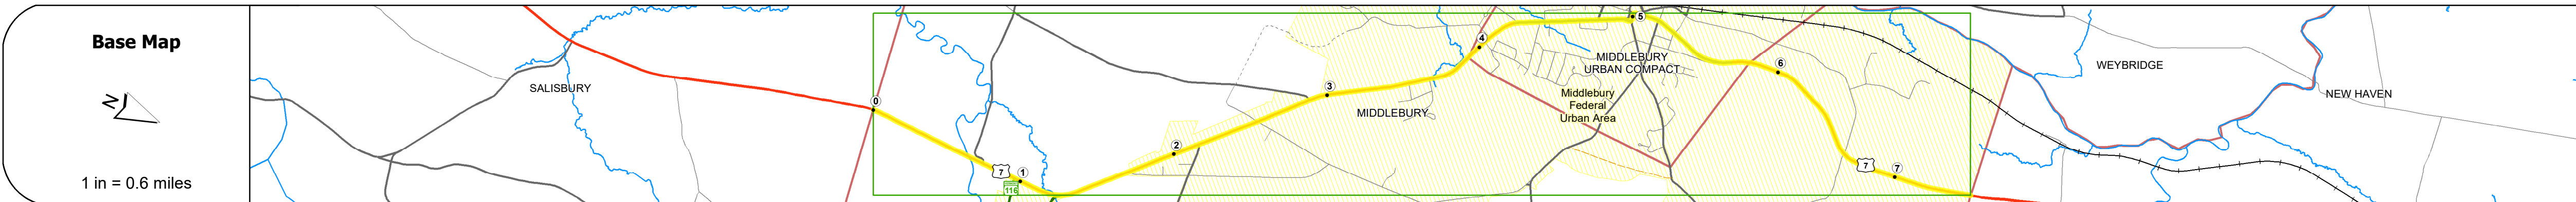 Base Map
N
1 in = 0.6 miles
SALISBURY
0
7
1
116
2
3
MIDDLEBURY
4
5
MIDDLEBURY
URBAN COMPACT
Middlebury
Federal
Urban Area
6
7
7
WEYBRIDGE
NEW HAVEN